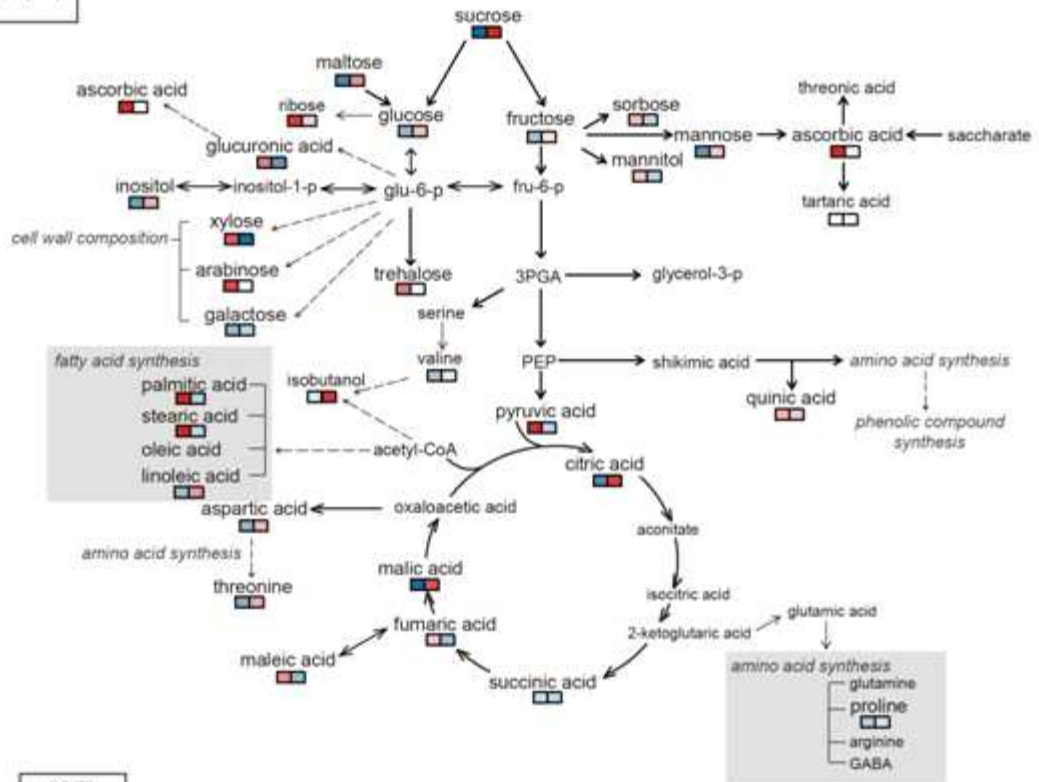 sucrose
maltose
ascorbic acid
ribose
glucose
fructose
sorbose
threonic acid
glucuronic acid
mannose
ascorbic acid
saccharate
mannitol
inositol
inositol-1-p
glu-6-p
fru-6-p
tartaric acid
xylose
cell wall composition
arabinose
trehalose
3PGA
glycerol-3-p
galactose
serine
fatty acid synthesis
valine
PEP
shikimic acid
amino acid synthesis
palmitic acid
isobutanol
quinic acid
stearic acid
pyruvic acid
phenolic compound
synthesis
oleic acid
acetyl-CoA
citric acid
linoleic acid
aspartic acid
oxaloacetic acid
aconitate
amino acid synthesis
malic acid
threonine
isocitric acid
glutamic acid
fumaric acid
2-ketoglutaric acid
maleic acid
amino acid synthesis
succinic acid
glutamine
proline
arginine
GABA